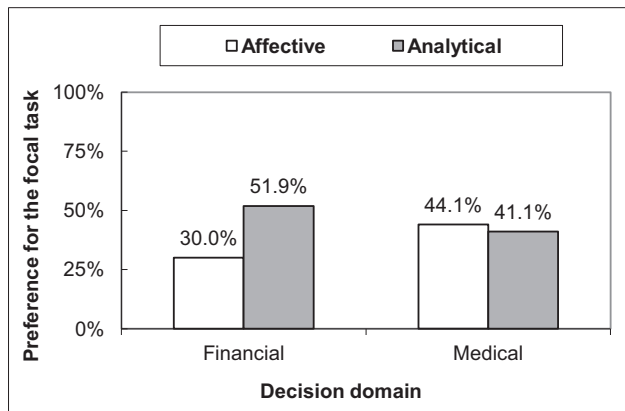 Affective Analytical
Preference for the focal task
100%
75%
50%
25%
0%
30.0%
51.9%
44.1%
41.1%
Financial Medical
Decision domain